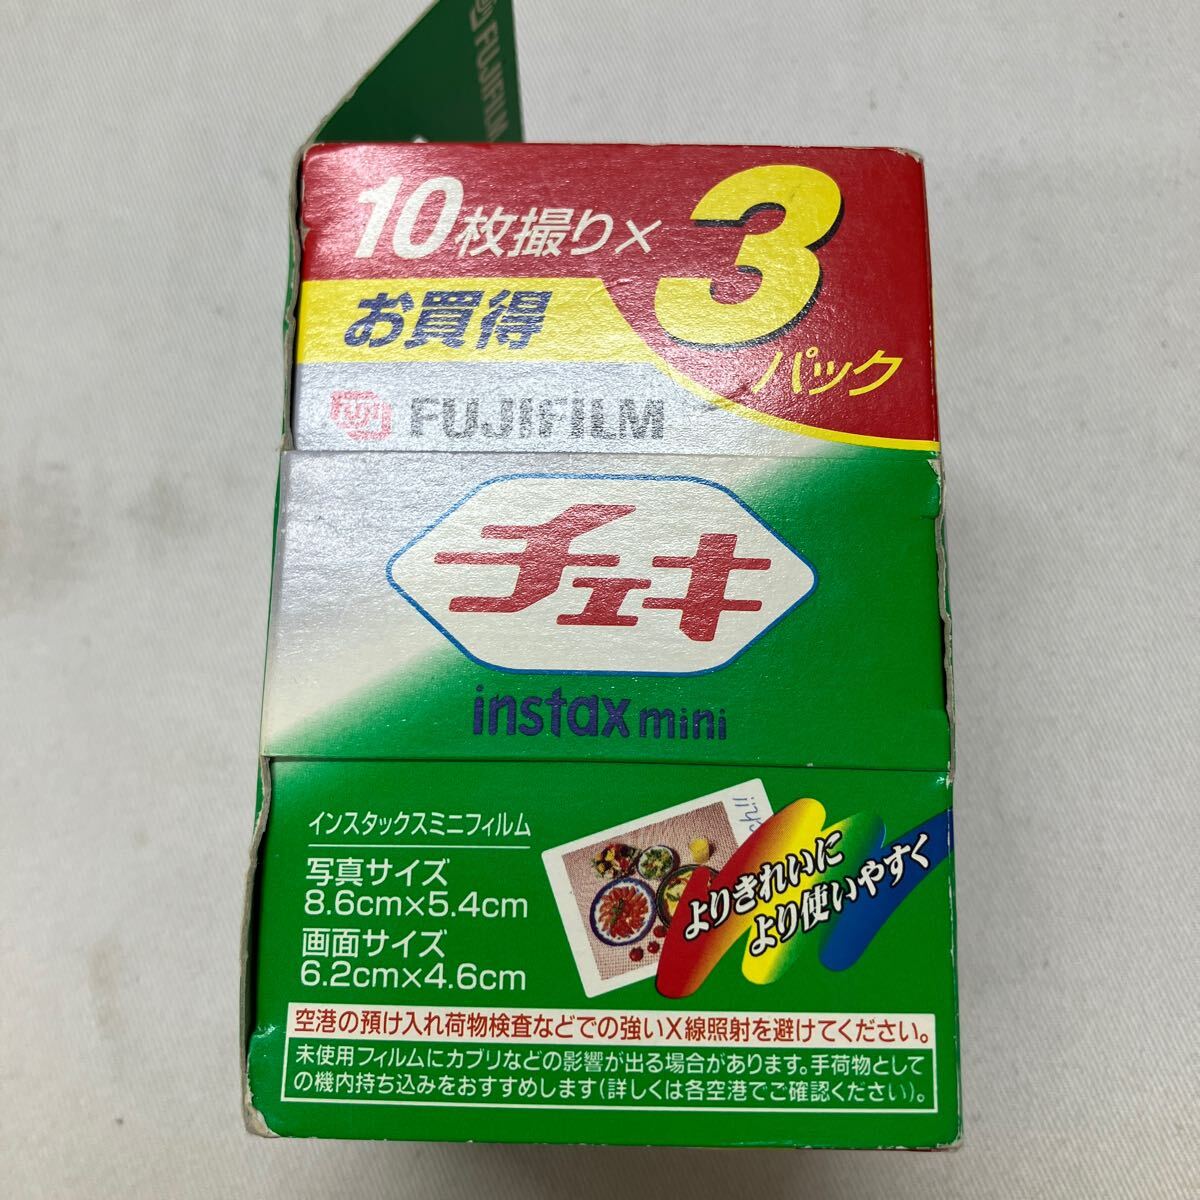 FUJIFILM
10枚撮り×3
パック
お買得
FUJI FUJIFILM
チェキ
instax mini
インスタックスミニフィルム
写真サイズ
8.6cm×5.4cm
画面サイズ
6.2cm×4.6cm
よりきれいに
より使いやすく
空港の預け入れ荷物検査などでの強いX線照射を避けてください。
未使用フィルムにカブリなどの影響が出る場合があります。手荷物として
の機内持ち込みをおすすめします(詳しくは各空港でご確認ください)。